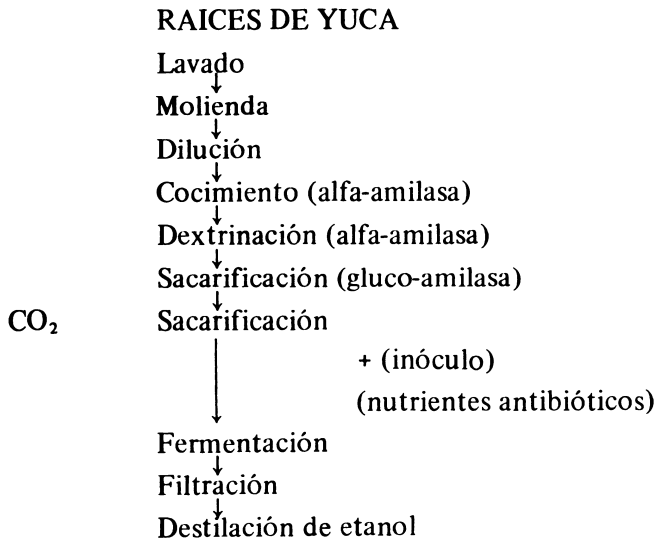 RAICES DE YUCA
Lavado
Molienda
Dilución
Cocimiento (alfa-amilasa)
Dextrinación (alfa-amilasa)
Sacarificación (gluco-amilasa)
CO₂ Sacarificación
+ (inóculo)
(nutrientes antibióticos)
Fermentación
Filtración
Destilación de etanol